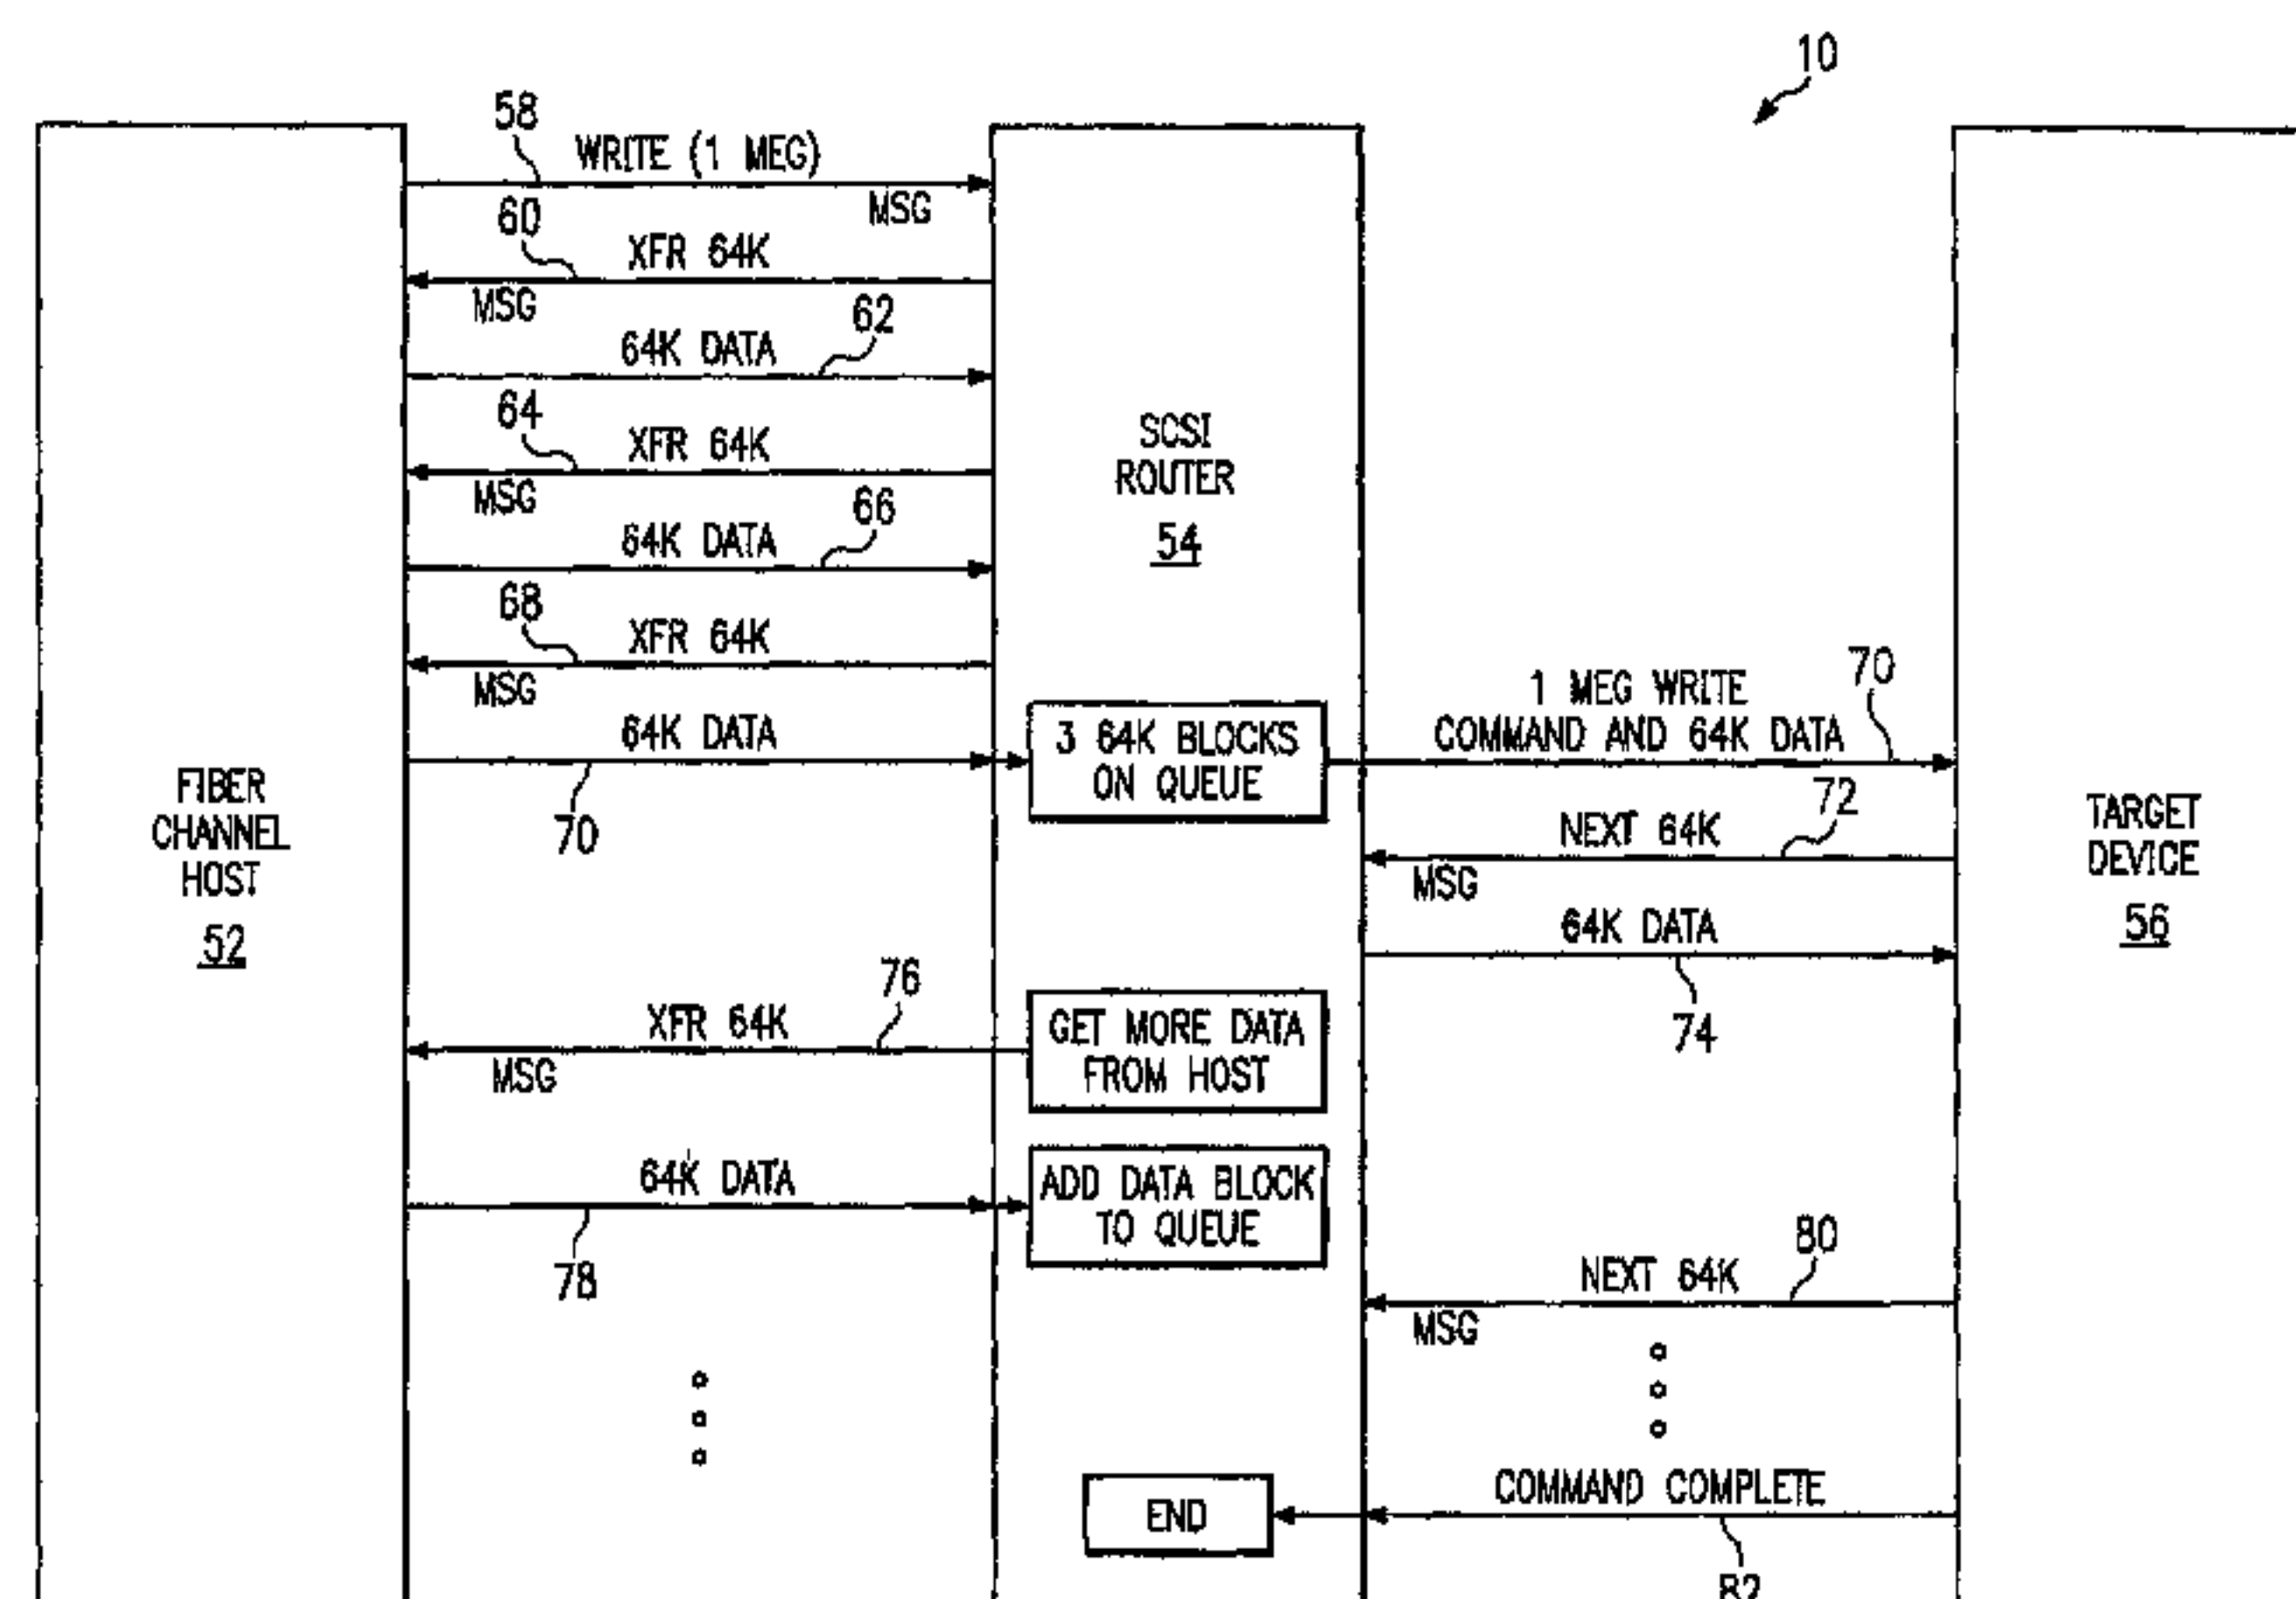 10
58
WRITE (1 MEG)
MSG
60
XFR 64K
MSG
62
64K DATA
64
XFR 64K
MSG
66
64K DATA
68
XFR 64K
MSG
64K DATA
70
SCSI
ROUTER
54
3 64K BLOCKS
ON QUEUE
1 MEG WRITE
COMMAND AND 64K DATA
70
72
NEXT 64K
MSG
64K DATA
74
FIBER
CHANNEL
HOST
52
TARGET
DEVICE
56
76
XFR 64K
MSG
GET MORE DATA
FROM HOST
64K DATA
78
ADD DATA BLOCK
TO QUEUE
80
NEXT 64K
MSG
COMMAND COMPLETE
END
82